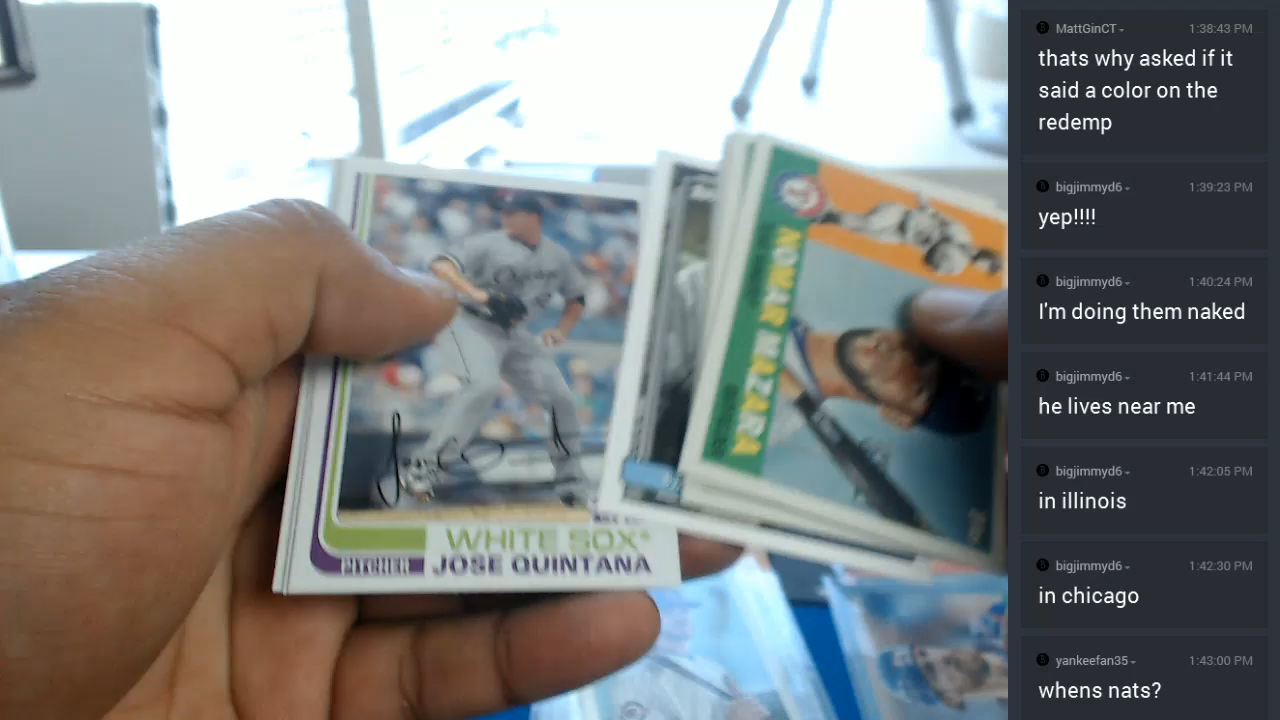 WHITE SOX
PITCHER JOSE QUINTANA
NOMAR MAZARA
topps
MattGinCT 1:38:43 PM
thats why asked if it
said a color on the
redemp
bigjimmyd6 1:39:23 PM
yep!!!!
bigjimmyd6 1:40:24 PM
I'm doing them naked
bigjimmyd6 1:41:44 PM
he lives near me
bigjimmyd6 1:42:05 PM
in illinois
bigjimmyd6 1:42:30 PM
in chicago
yankeefan35 1:43:00 PM
whens nats?